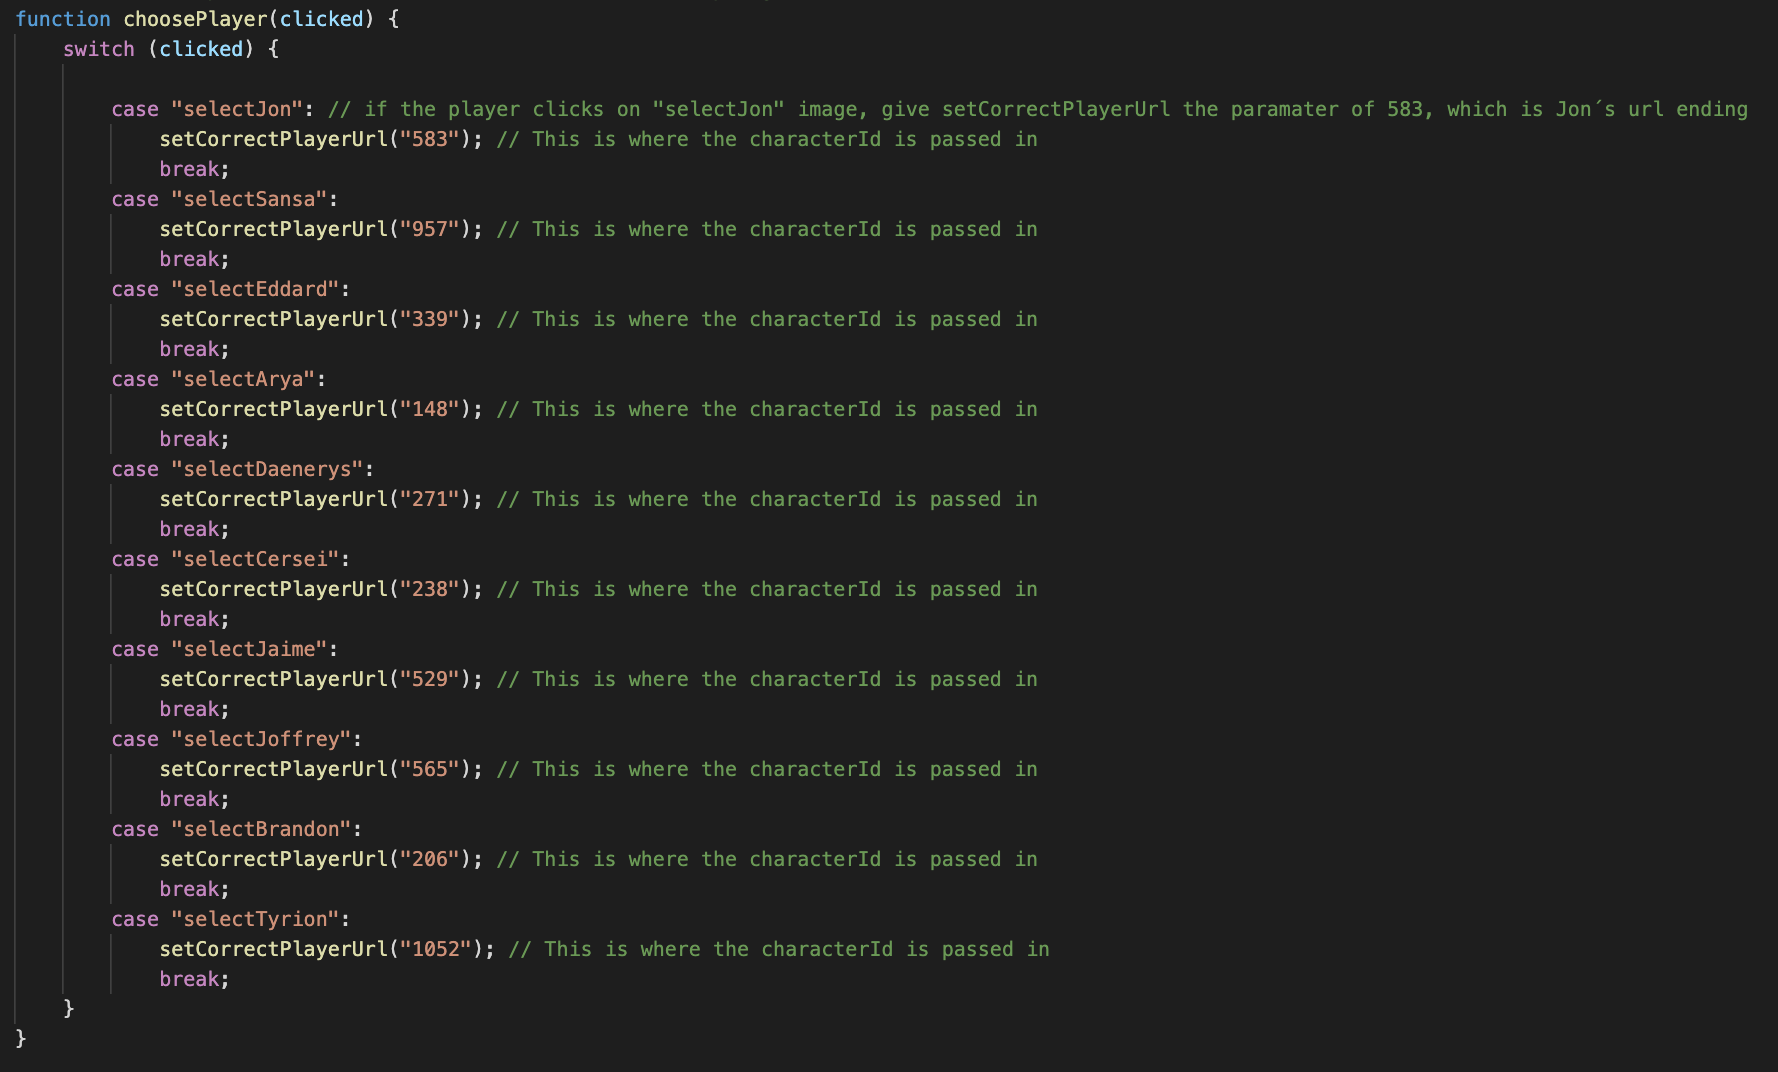 function choosePlayer(clicked) {
switch (clicked) {
case "selectJon": // if the player clicks on "selectJon" image, give setCorrectPlayerUrl the paramater of 583, which is Jon´s url ending
setCorrectPlayerUrl("583"); // This is where the characterId is passed in
break;
case "selectSansa":
setCorrectPlayerUrl("957"); // This is where the characterId is passed in
break;
case "selectEddard":
setCorrectPlayerUrl("339"); // This is where the characterId is passed in
break;
case "selectArya":
setCorrectPlayerUrl("148"); // This is where the characterId is passed in
break;
case "selectDaenerys":
setCorrectPlayerUrl("271"); // This is where the characterId is passed in
break;
case "selectCersei":
setCorrectPlayerUrl("238"); // This is where the characterId is passed in
break;
case "selectJaime":
setCorrectPlayerUrl("529"); // This is where the characterId is passed in
break;
case "selectJoffrey":
setCorrectPlayerUrl("565"); // This is where the characterId is passed in
break;
case "selectBrandon":
setCorrectPlayerUrl("206"); // This is where the characterId is passed in
break;
case "selectTyrion":
setCorrectPlayerUrl("1052"); // This is where the characterId is passed in
break;
}
}